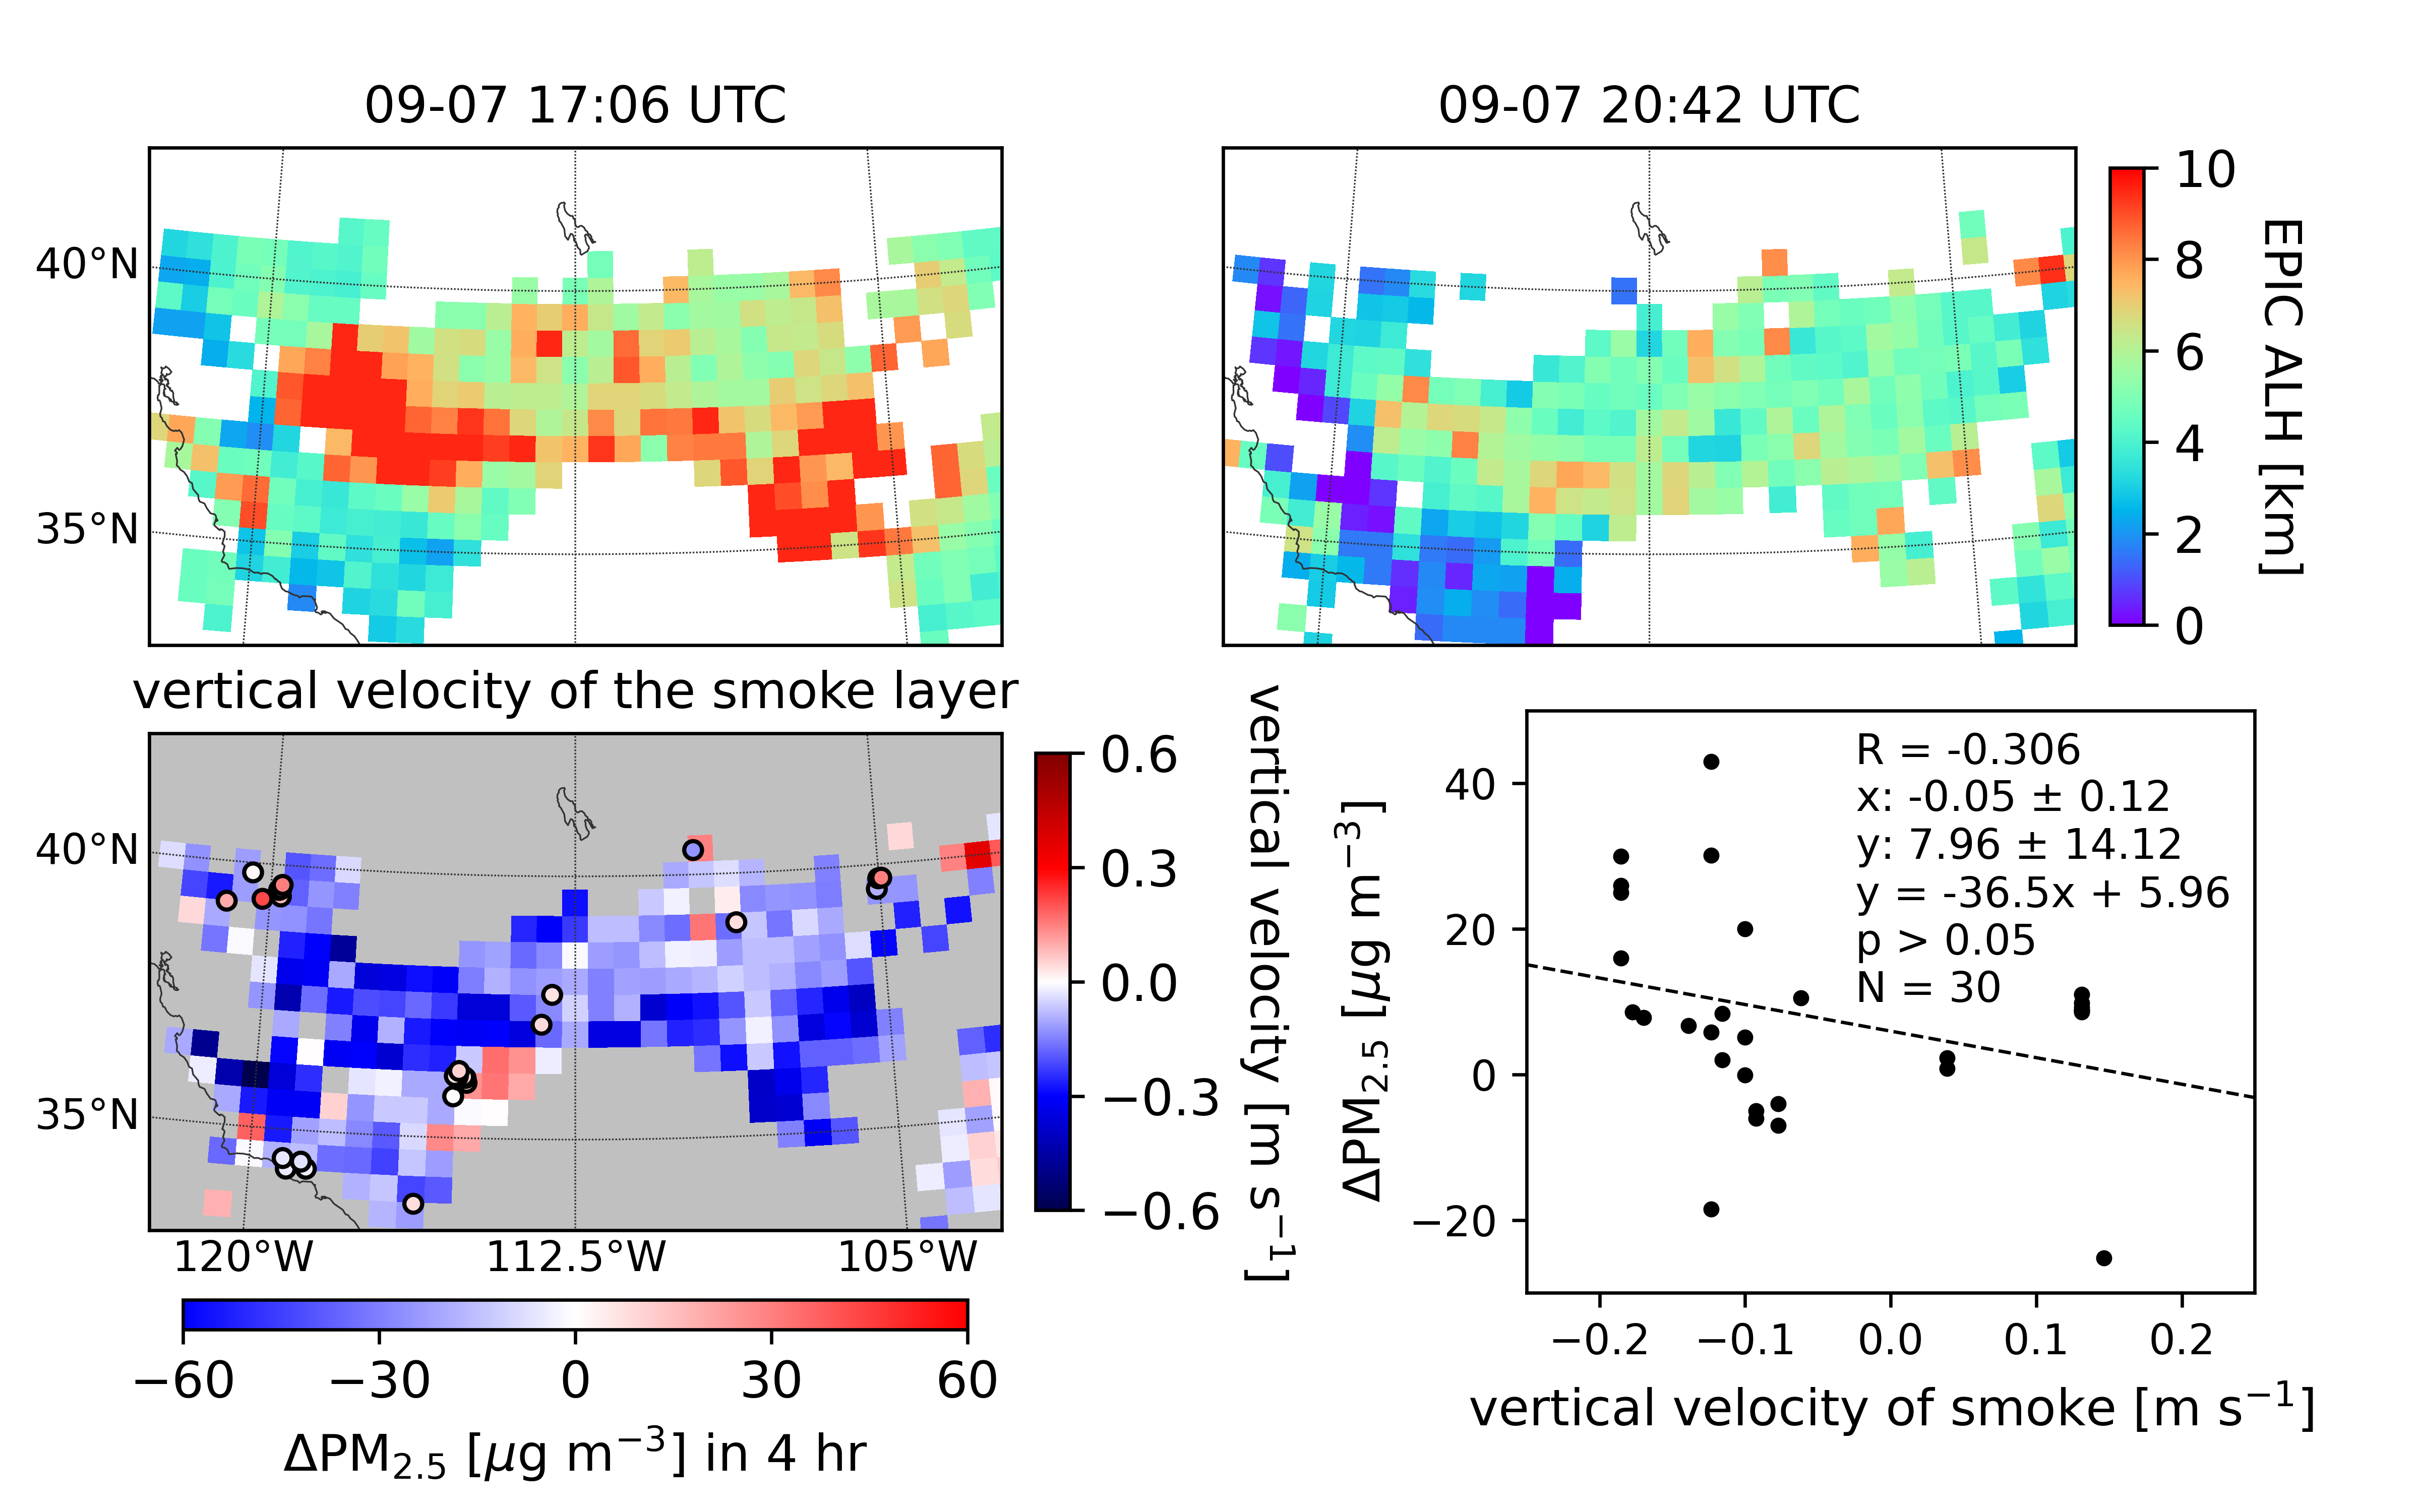 09-07 17:06 UTC
09-07 20:42 UTC
40°N
35°N
10
8
6
4
2
0
EPIC ALH [km]
vertical velocity of the smoke layer
40°N
35°N
120°W
112.5°W
105°W
0.6
0.3
0.0
−0.3
−0.6
vertical velocity [m s⁻¹]
−60
−30
0
30
60
ΔPM₂.₅ [μg m⁻³] in 4 hr
ΔPM₂.₅ [μg m⁻³]
40
20
0
−20
R = -0.306
x: -0.05 ± 0.12
y: 7.96 ± 14.12
y = -36.5x + 5.96
p > 0.05
N = 30
−0.2
−0.1
0.0
0.1
0.2
vertical velocity of smoke [m s⁻¹]